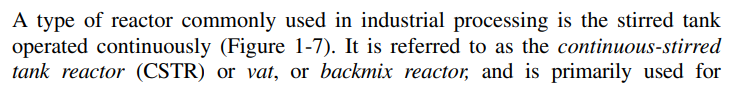 A type of reactor commonly used in industrial processing is the stirred tank
operated continuously (Figure 1-7). It is referred to as the continuous-stirred
tank reactor (CSTR) or vat, or backmix reactor, and is primarily used for